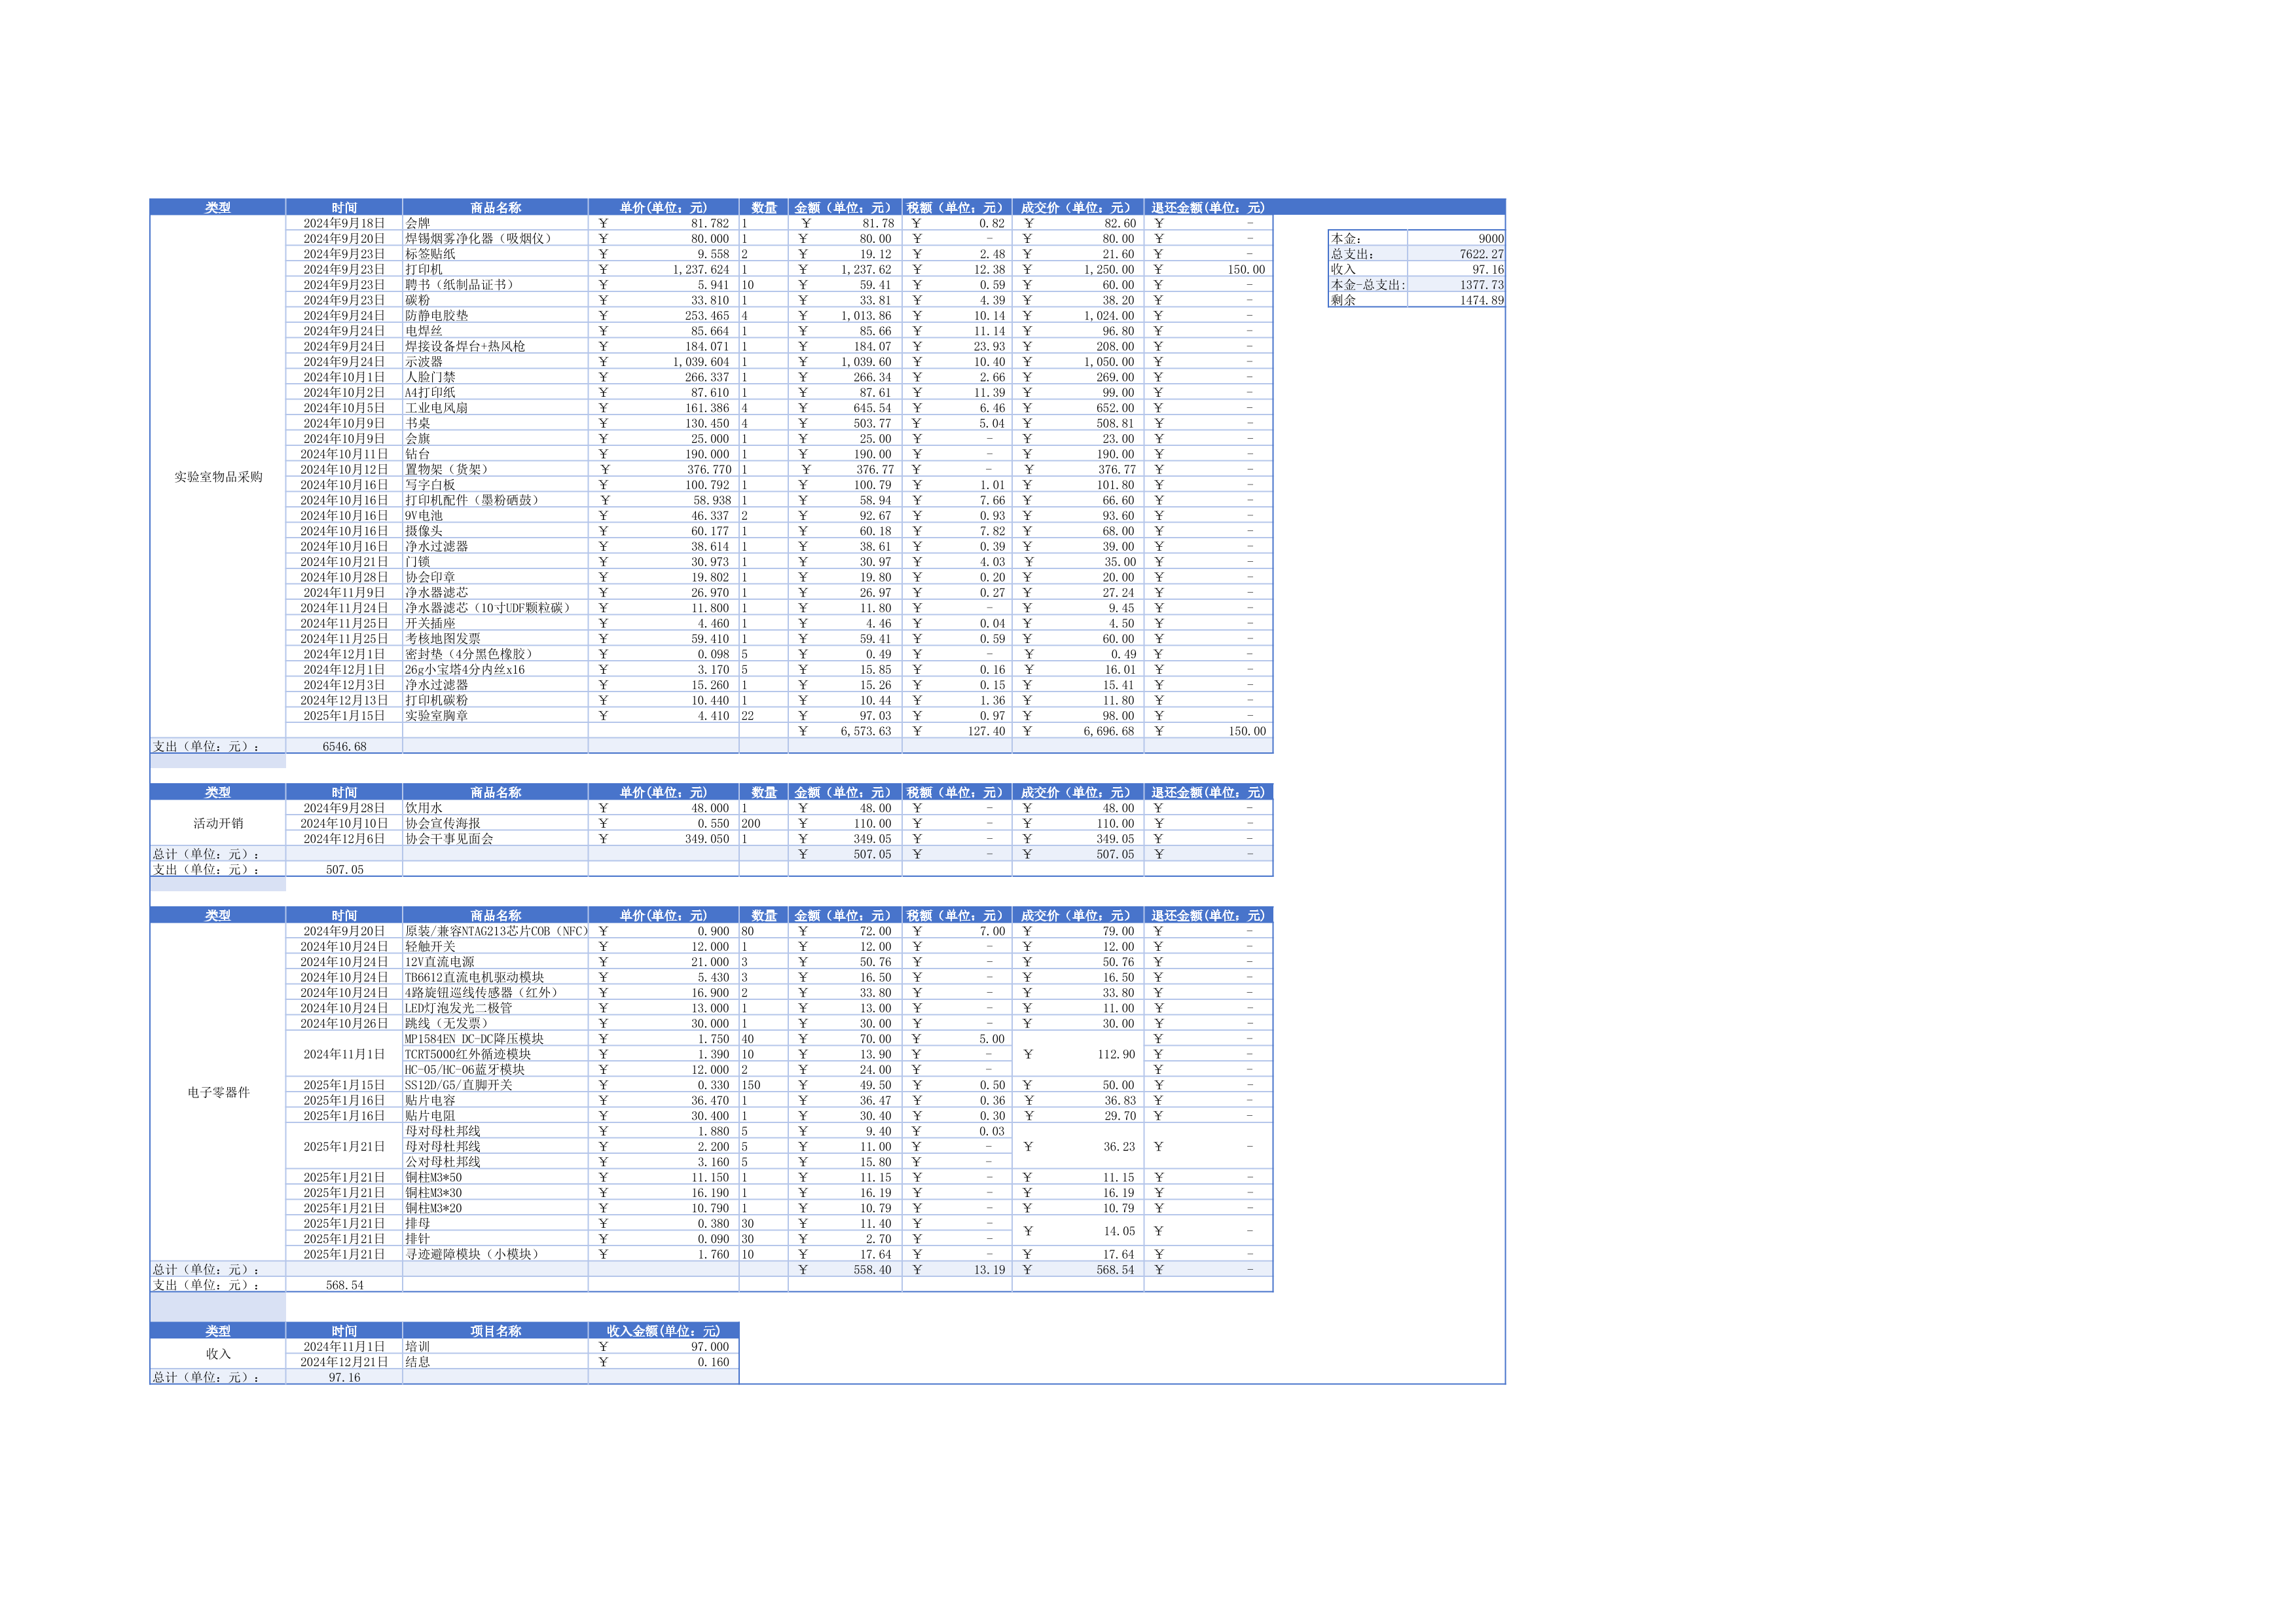 类型 时间 商品名称 单价(单位：元) 数量 金额（单位：元） 税额（单位：元） 成交价（单位：元） 退还金额(单位：元)
2024年9月18日 会牌 ¥ 81.782 1 ¥ 81.78 ¥ 0.82 ¥ 82.60 ¥ -
2024年9月20日 焊锡烟雾净化器（吸烟仪） ¥ 80.000 1 ¥ 80.00 ¥ - ¥ 80.00 ¥ - 本金： 9000
2024年9月23日 标签贴纸 ¥ 9.558 2 ¥ 19.12 ¥ 2.48 ¥ 21.60 ¥ - 总支出： 7622.27
2024年9月23日 打印机 ¥ 1,237.624 1 ¥ 1,237.62 ¥ 12.38 ¥ 1,250.00 ¥ 150.00 收入 97.16
2024年9月23日 聘书（纸制品证书） ¥ 5.941 10 ¥ 59.41 ¥ 0.59 ¥ 60.00 ¥ - 本金-总支出: 1377.73
2024年9月23日 碳粉 ¥ 33.810 1 ¥ 33.81 ¥ 4.39 ¥ 38.20 ¥ - 剩余 1474.89
2024年9月24日 防静电胶垫 ¥ 253.465 4 ¥ 1,013.86 ¥ 10.14 ¥ 1,024.00 ¥ -
2024年9月24日 电焊丝 ¥ 85.664 1 ¥ 85.66 ¥ 11.14 ¥ 96.80 ¥ -
2024年9月24日 焊接设备焊台+热风枪 ¥ 184.071 1 ¥ 184.07 ¥ 23.93 ¥ 208.00 ¥ -
2024年9月24日 示波器 ¥ 1,039.604 1 ¥ 1,039.60 ¥ 10.40 ¥ 1,050.00 ¥ -
2024年10月1日 人脸门禁 ¥ 266.337 1 ¥ 266.34 ¥ 2.66 ¥ 269.00 ¥ -
2024年10月2日 A4打印纸 ¥ 87.610 1 ¥ 87.61 ¥ 11.39 ¥ 99.00 ¥ -
2024年10月5日 工业电风扇 ¥ 161.386 4 ¥ 645.54 ¥ 6.46 ¥ 652.00 ¥ -
2024年10月9日 书桌 ¥ 130.450 4 ¥ 503.77 ¥ 5.04 ¥ 508.81 ¥ -
2024年10月9日 会旗 ¥ 25.000 1 ¥ 25.00 ¥ - ¥ 23.00 ¥ -
2024年10月11日 钻台 ¥ 190.000 1 ¥ 190.00 ¥ - ¥ 190.00 ¥ -
实验室物品采购 2024年10月12日 置物架（货架） ¥ 376.770 1 ¥ 376.77 ¥ - ¥ 376.77 ¥ -
2024年10月16日 写字白板 ¥ 100.792 1 ¥ 100.79 ¥ 1.01 ¥ 101.80 ¥ -
2024年10月16日 打印机配件（墨粉硒鼓） ¥ 58.938 1 ¥ 58.94 ¥ 7.66 ¥ 66.60 ¥ -
2024年10月16日 9V电池 ¥ 46.337 2 ¥ 92.67 ¥ 0.93 ¥ 93.60 ¥ -
2024年10月16日 摄像头 ¥ 60.177 1 ¥ 60.18 ¥ 7.82 ¥ 68.00 ¥ -
2024年10月16日 净水过滤器 ¥ 38.614 1 ¥ 38.61 ¥ 0.39 ¥ 39.00 ¥ -
2024年10月21日 门锁 ¥ 30.973 1 ¥ 30.97 ¥ 4.03 ¥ 35.00 ¥ -
2024年10月28日 协会印章 ¥ 19.802 1 ¥ 19.80 ¥ 0.20 ¥ 20.00 ¥ -
2024年11月9日 净水器滤芯 ¥ 26.970 1 ¥ 26.97 ¥ 0.27 ¥ 27.24 ¥ -
2024年11月24日 净水器滤芯（10寸UDF颗粒碳） ¥ 11.800 1 ¥ 11.80 ¥ - ¥ 9.45 ¥ -
2024年11月25日 开关插座 ¥ 4.460 1 ¥ 4.46 ¥ 0.04 ¥ 4.50 ¥ -
2024年11月25日 考核地图发票 ¥ 59.410 1 ¥ 59.41 ¥ 0.59 ¥ 60.00 ¥ -
2024年12月1日 密封垫（4分黑色橡胶） ¥ 0.098 5 ¥ 0.49 ¥ - ¥ 0.49 ¥ -
2024年12月1日 26g小宝塔4分内丝x16 ¥ 3.170 5 ¥ 15.85 ¥ 0.16 ¥ 16.01 ¥ -
2024年12月3日 净水过滤器 ¥ 15.260 1 ¥ 15.26 ¥ 0.15 ¥ 15.41 ¥ -
2024年12月13日 打印机碳粉 ¥ 10.440 1 ¥ 10.44 ¥ 1.36 ¥ 11.80 ¥ -
2025年1月15日 实验室胸章 ¥ 4.410 22 ¥ 97.03 ¥ 0.97 ¥ 98.00 ¥ -
¥ 6,573.63 ¥ 127.40 ¥ 6,696.68 ¥ 150.00
支出（单位：元）： 6546.68
类型 时间 商品名称 单价(单位：元) 数量 金额（单位：元） 税额（单位：元） 成交价（单位：元） 退还金额(单位：元)
2024年9月28日 饮用水 ¥ 48.000 1 ¥ 48.00 ¥ - ¥ 48.00 ¥ -
活动开销 2024年10月10日 协会宣传海报 ¥ 0.550 200 ¥ 110.00 ¥ - ¥ 110.00 ¥ -
2024年12月6日 协会干事见面会 ¥ 349.050 1 ¥ 349.05 ¥ - ¥ 349.05 ¥ -
总计（单位：元）： ¥ 507.05 ¥ - ¥ 507.05 ¥ -
支出（单位：元）： 507.05
类型 时间 商品名称 单价(单位：元) 数量 金额（单位：元） 税额（单位：元） 成交价（单位：元） 退还金额(单位：元)
2024年9月20日 原装/兼容NTAG213芯片COB（NFC） ¥ 0.900 80 ¥ 72.00 ¥ 7.00 ¥ 79.00 ¥ -
2024年10月24日 轻触开关 ¥ 12.000 1 ¥ 12.00 ¥ - ¥ 12.00 ¥ -
2024年10月24日 12V直流电源 ¥ 21.000 3 ¥ 50.76 ¥ - ¥ 50.76 ¥ -
2024年10月24日 TB6612直流电机驱动模块 ¥ 5.430 3 ¥ 16.50 ¥ - ¥ 16.50 ¥ -
2024年10月24日 4路旋钮巡线传感器（红外） ¥ 16.900 2 ¥ 33.80 ¥ - ¥ 33.80 ¥ -
2024年10月24日 LED灯泡发光二极管 ¥ 13.000 1 ¥ 13.00 ¥ - ¥ 11.00 ¥ -
2024年10月26日 跳线（无发票） ¥ 30.000 1 ¥ 30.00 ¥ - ¥ 30.00 ¥ -
MP1584EN DC-DC降压模块 ¥ 1.750 40 ¥ 70.00 ¥ 5.00 ¥ -
2024年11月1日 TCRT5000红外循迹模块 ¥ 1.390 10 ¥ 13.90 ¥ - ¥ 112.90 ¥ -
HC-05/HC-06蓝牙模块 ¥ 12.000 2 ¥ 24.00 ¥ - ¥ -
电子零器件 2025年1月15日 SS12D/G5/直脚开关 ¥ 0.330 150 ¥ 49.50 ¥ 0.50 ¥ 50.00 ¥ -
2025年1月16日 贴片电容 ¥ 36.470 1 ¥ 36.47 ¥ 0.36 ¥ 36.83 ¥ -
2025年1月16日 贴片电阻 ¥ 30.400 1 ¥ 30.40 ¥ 0.30 ¥ 29.70 ¥ -
母对母杜邦线 ¥ 1.880 5 ¥ 9.40 ¥ 0.03
2025年1月21日 母对母杜邦线 ¥ 2.200 5 ¥ 11.00 ¥ - ¥ 36.23 ¥ -
公对母杜邦线 ¥ 3.160 5 ¥ 15.80 ¥ -
2025年1月21日 铜柱M3*50 ¥ 11.150 1 ¥ 11.15 ¥ - ¥ 11.15 ¥ -
2025年1月21日 铜柱M3*30 ¥ 16.190 1 ¥ 16.19 ¥ - ¥ 16.19 ¥ -
2025年1月21日 铜柱M3*20 ¥ 10.790 1 ¥ 10.79 ¥ - ¥ 10.79 ¥ -
2025年1月21日 排母 ¥ 0.380 30 ¥ 11.40 ¥ - ¥ 14.05 ¥ -
2025年1月21日 排针 ¥ 0.090 30 ¥ 2.70 ¥ -
2025年1月21日 寻迹避障模块（小模块） ¥ 1.760 10 ¥ 17.64 ¥ - ¥ 17.64 ¥ -
总计（单位：元）： ¥ 558.40 ¥ 13.19 ¥ 568.54 ¥ -
支出（单位：元）： 568.54
类型 时间 项目名称 收入金额(单位：元)
收入 2024年11月1日 培训 ¥ 97.000
2024年12月21日 结息 ¥ 0.160
总计（单位：元）： 97.16